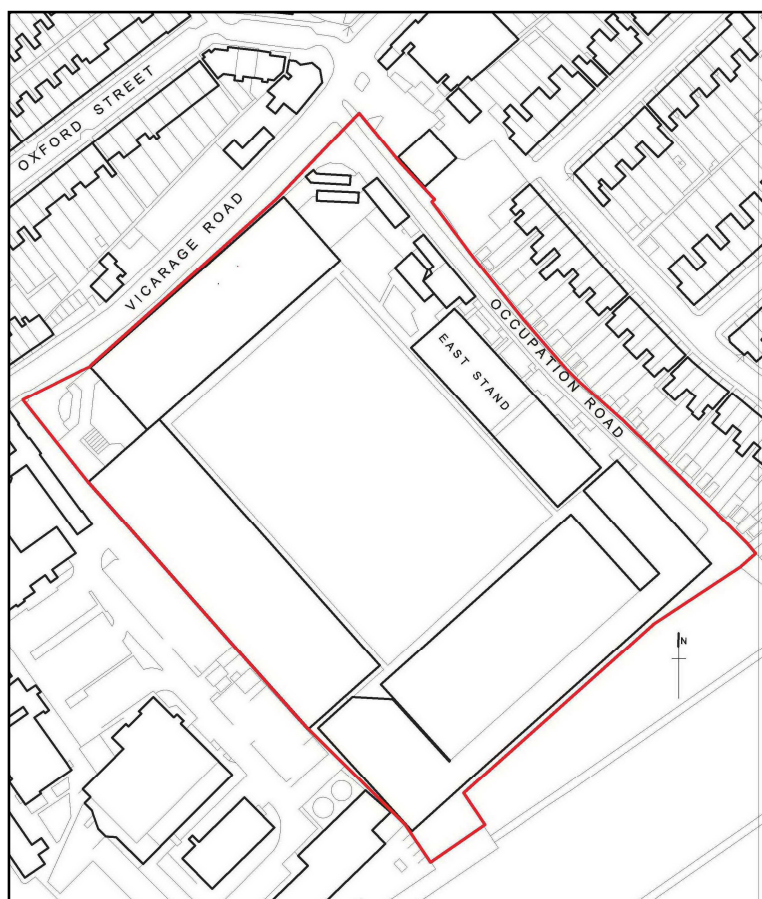 OXFORD STREET
VICARAGE ROAD
OCCUPATION ROAD
EAST STAND
N